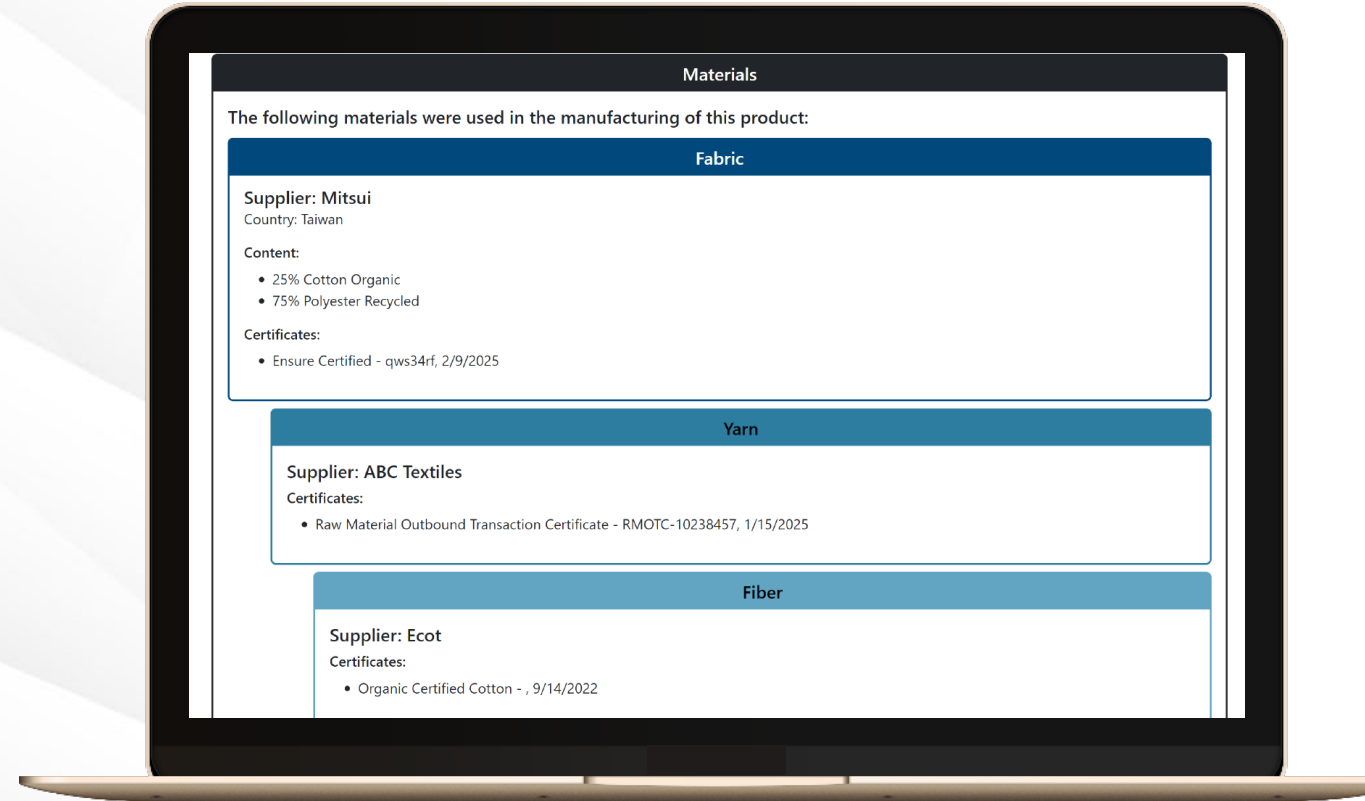 Materials
The following materials were used in the manufacturing of this product:
Fabric
Supplier: Mitsui
Country: Taiwan
Content:
• 25% Cotton Organic
• 75% Polyester Recycled
Certificates:
• Ensure Certified - qws34rf, 2/9/2025
Yarn
Supplier: ABC Textiles
Certificates:
• Raw Material Outbound Transaction Certificate - RMOTC-10238457, 1/15/2025
Fiber
Supplier: Ecot
Certificates:
• Organic Certified Cotton - , 9/14/2022